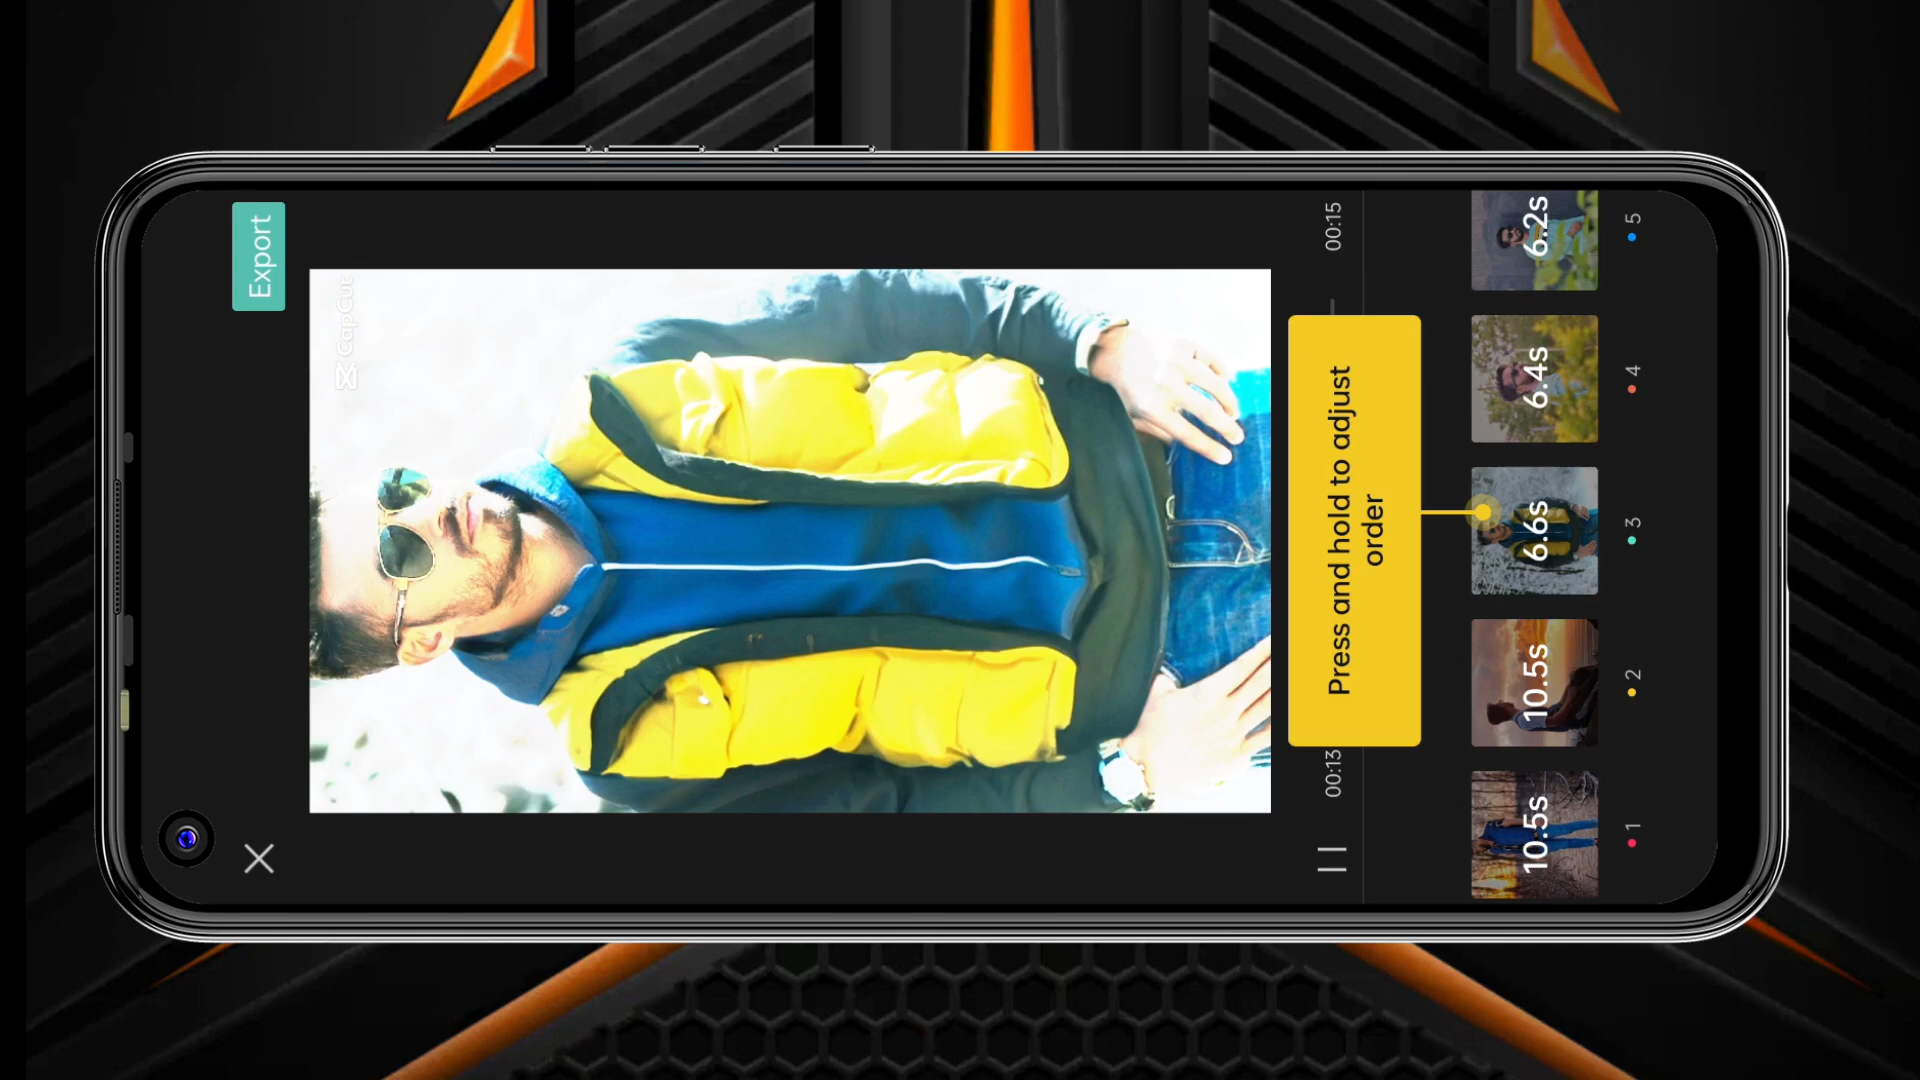 Export
CapCut
00:13
00:15
Press and hold to adjust
order
10.5s
10.5s
6.6s
6.4s
6.2s
1
2
3
4
5